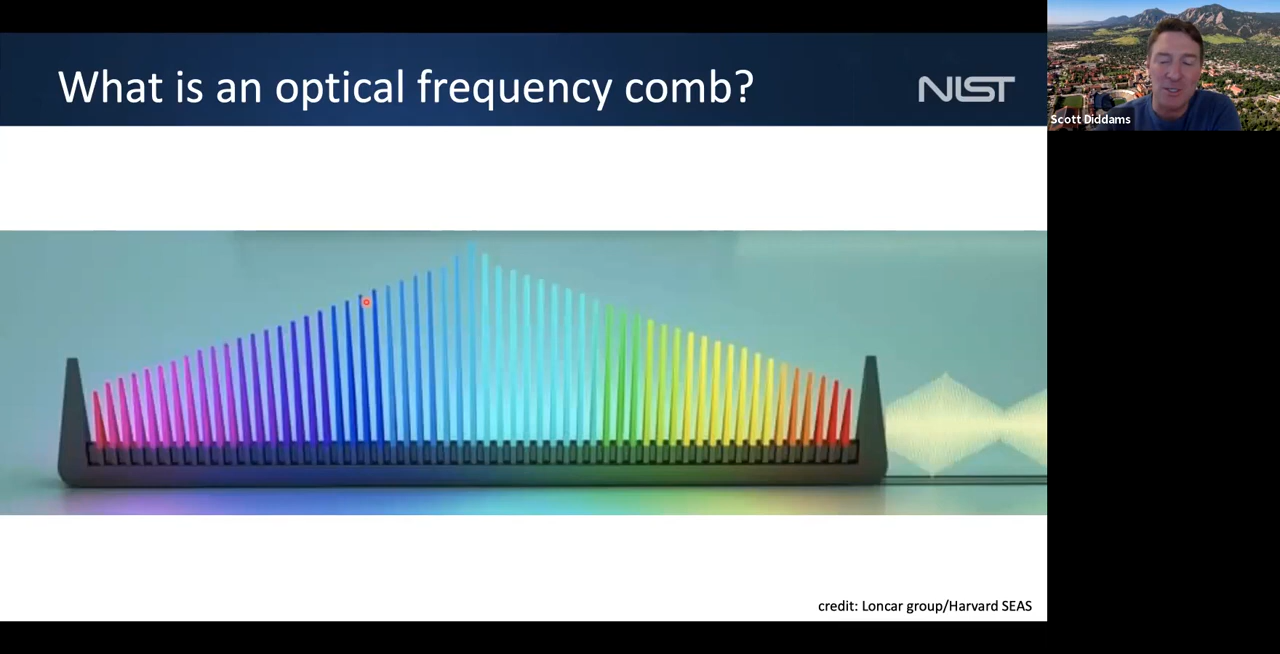 What is an optical frequency comb?
NIST
Scott Diddams
credit: Loncar group/Harvard SEAS